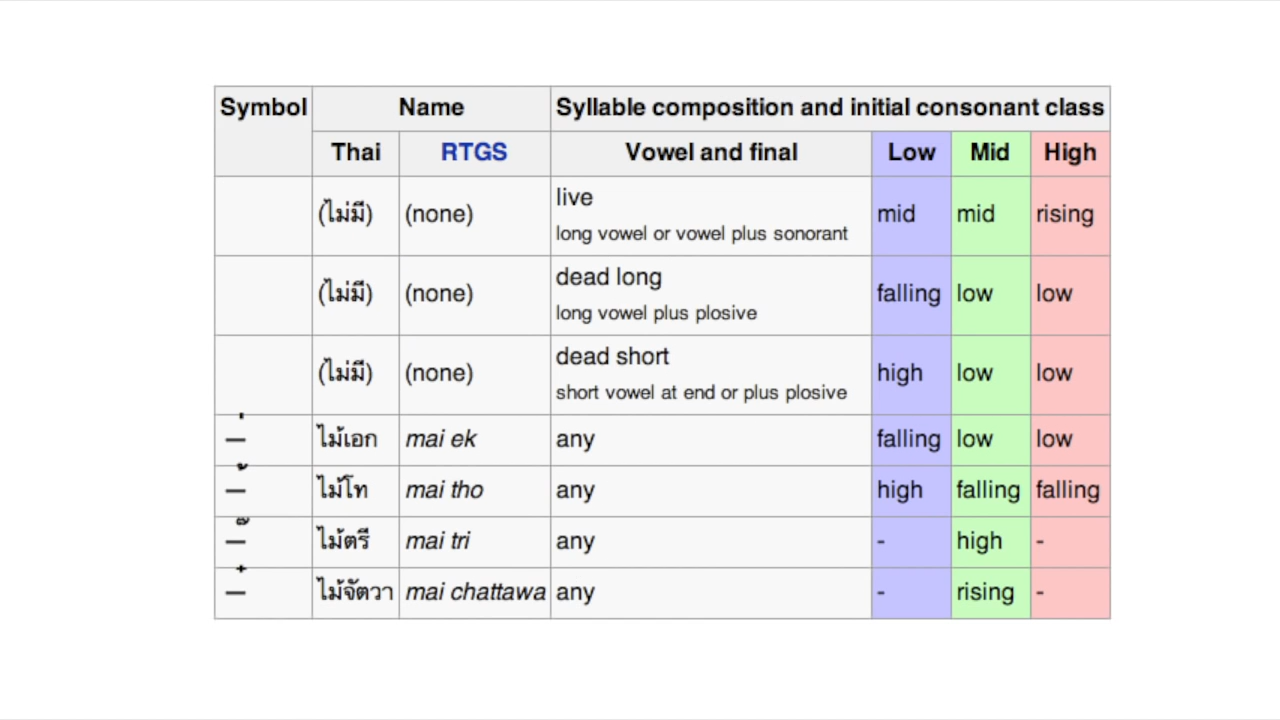 Symbol Name Syllable composition and initial consonant class
Thai RTGS Vowel and final Low Mid High
(ไม่มี) (none) live mid mid rising
long vowel or vowel plus sonorant
(ไม่มี) (none) dead long falling low low
long vowel plus plosive
(ไม่มี) (none) dead short high low low
short vowel at end or plus plosive
–่ ไม้เอก mai ek any falling low low
–้ ไม้โท mai tho any high falling falling
–๊ ไม้ตรี mai tri any - high -
–๋ ไม้จัตวา mai chattawa any - rising -